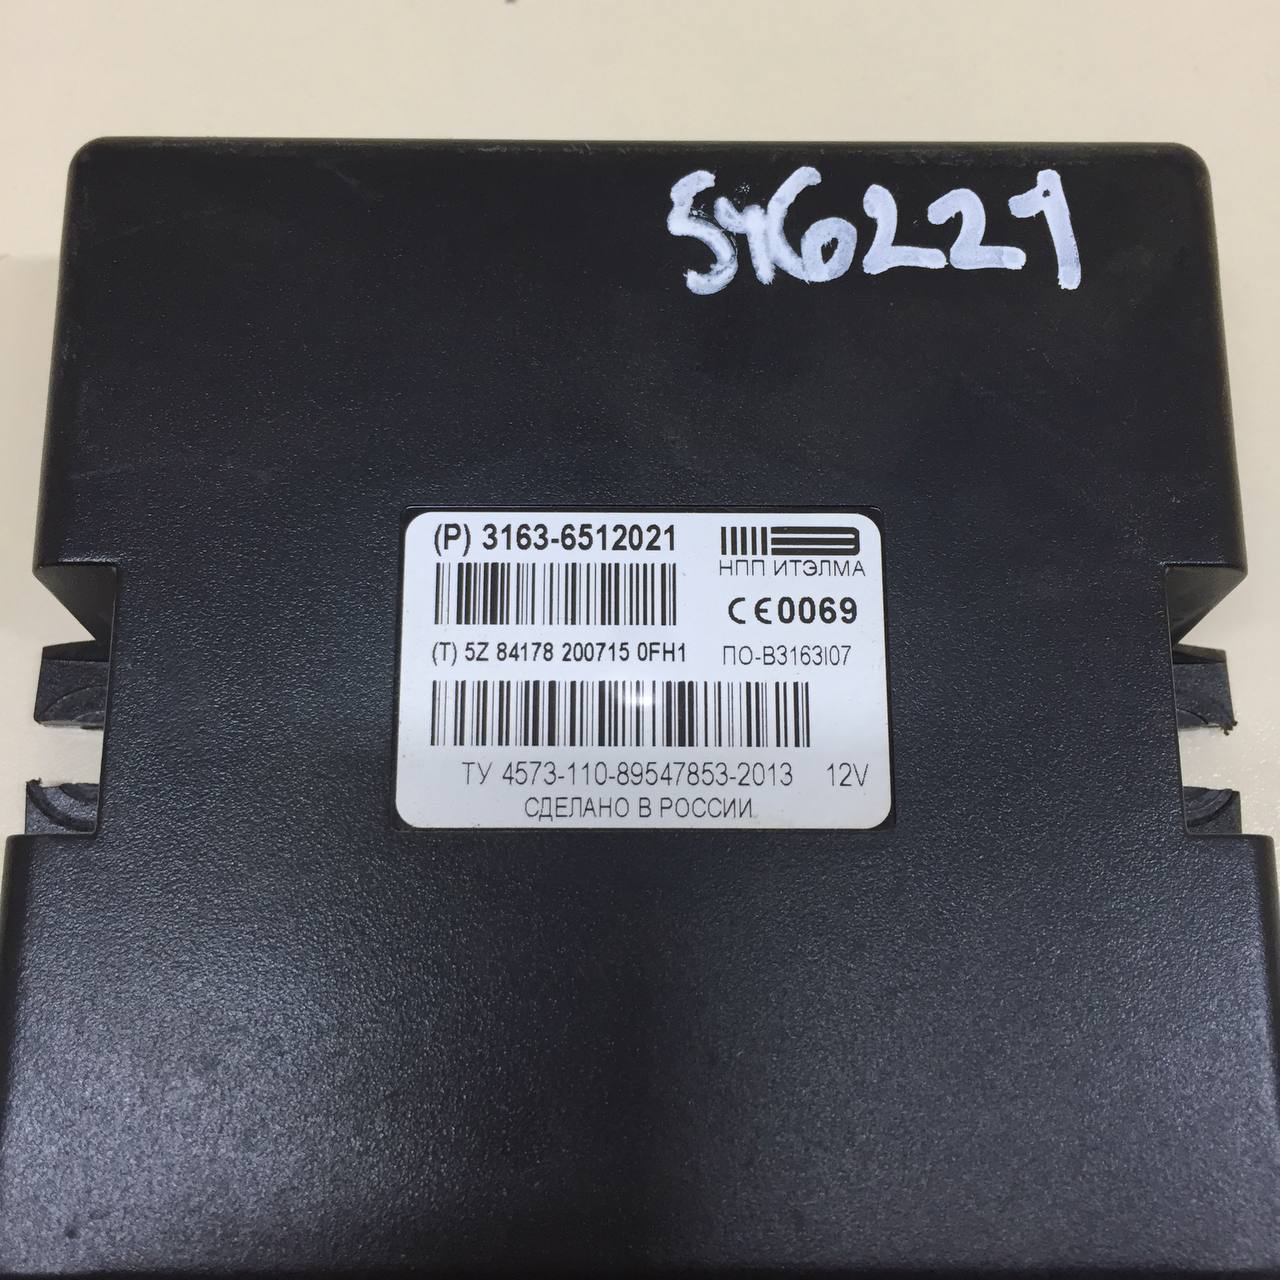 546221
(P) 3163-6512021
НПП ИТЭЛМА
CE0069
(T) 5Z 84178 200715 0FH1
ПО-В3163I07
ТУ 4573-110-89547853-2013 12V
СДЕЛАНО В РОССИИ